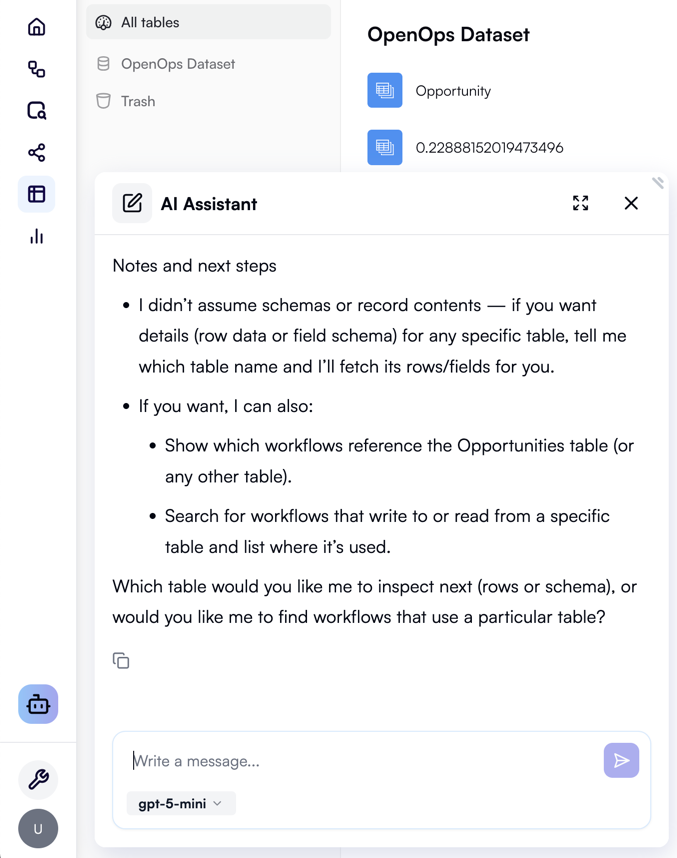 All tables
OpenOps Dataset
Trash
OpenOps Dataset
Opportunity
0.22888152019473496
AI Assistant
Notes and next steps
• I didn’t assume schemas or record contents — if you want
details (row data or field schema) for any specific table, tell me
which table name and I’ll fetch its rows/fields for you.
• If you want, I can also:
• Show which workflows reference the Opportunities table (or
any other table).
• Search for workflows that write to or read from a specific
table and list where it’s used.
Which table would you like me to inspect next (rows or schema), or
would you like me to find workflows that use a particular table?
Write a message...
gpt-5-mini
U